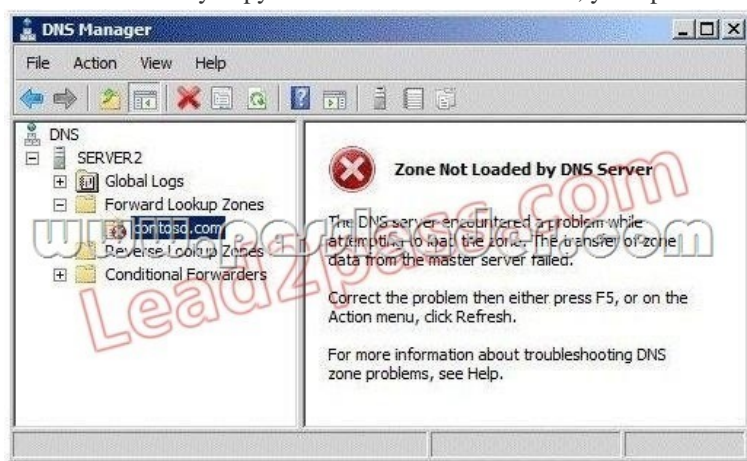 DNS Manager
File Action View Help
DNS
SERVER2
Global Logs
Forward Lookup Zones
contoso.com
Reverse Lookup Zones
Conditional Forwarders
Zone Not Loaded by DNS Server
The DNS server encountered a problem while
attempting to load the zone. The transfer of zone
data from the master server failed.
Correct the problem then either press F5, or on the
Action menu, click Refresh.
For more information about troubleshooting DNS
zone problems, see Help.
Lead2pass.com